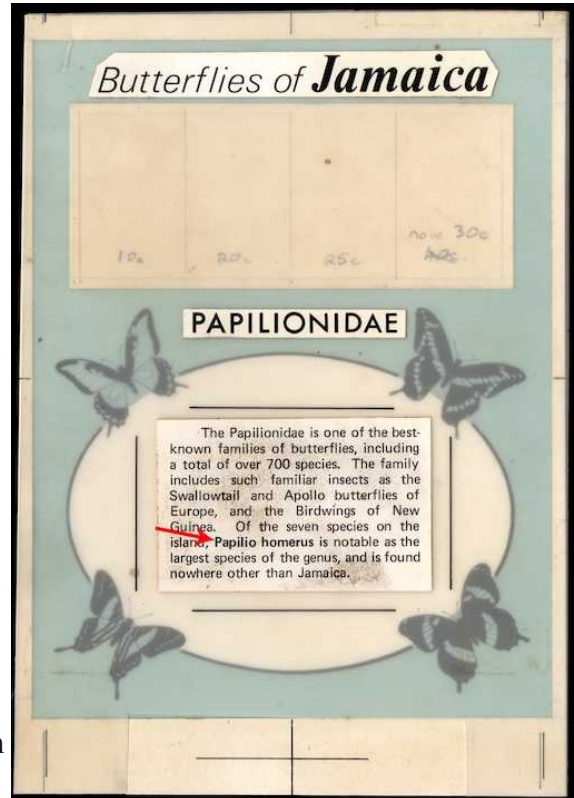 Butterflies of Jamaica
now 30c
10c 20c 25c 40c
PAPILIONIDAE
The Papilionidae is one of the best-
known families of butterflies, including
a total of over 700 species. The family
includes such familiar insects as the
Swallowtail and Apollo butterflies of
Europe, and the Birdwings of New
Guinea. Of the seven species on the
island, Papilio homerus is notable as the
largest species of the genus, and is found
nowhere other than Jamaica.